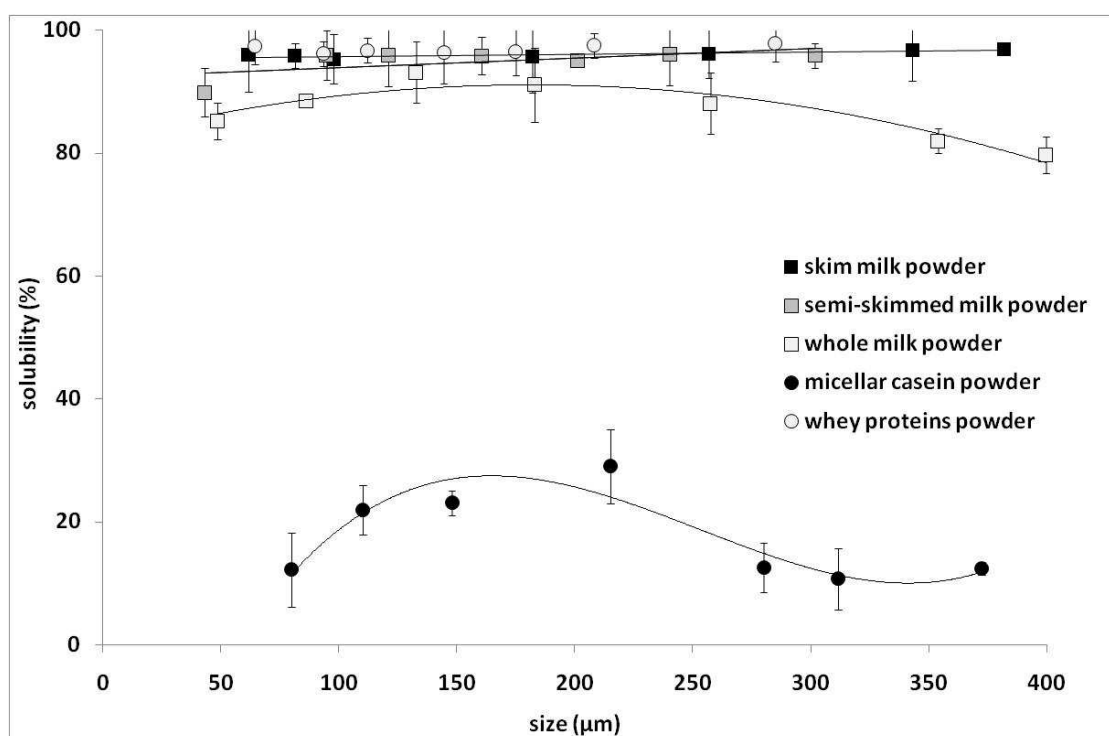 100
80
60
40
20
0
solubility (%)
skim milk powder
semi-skimmed milk powder
whole milk powder
micellar casein powder
whey proteins powder
0 50 100 150 200 250 300 350 400
size (µm)